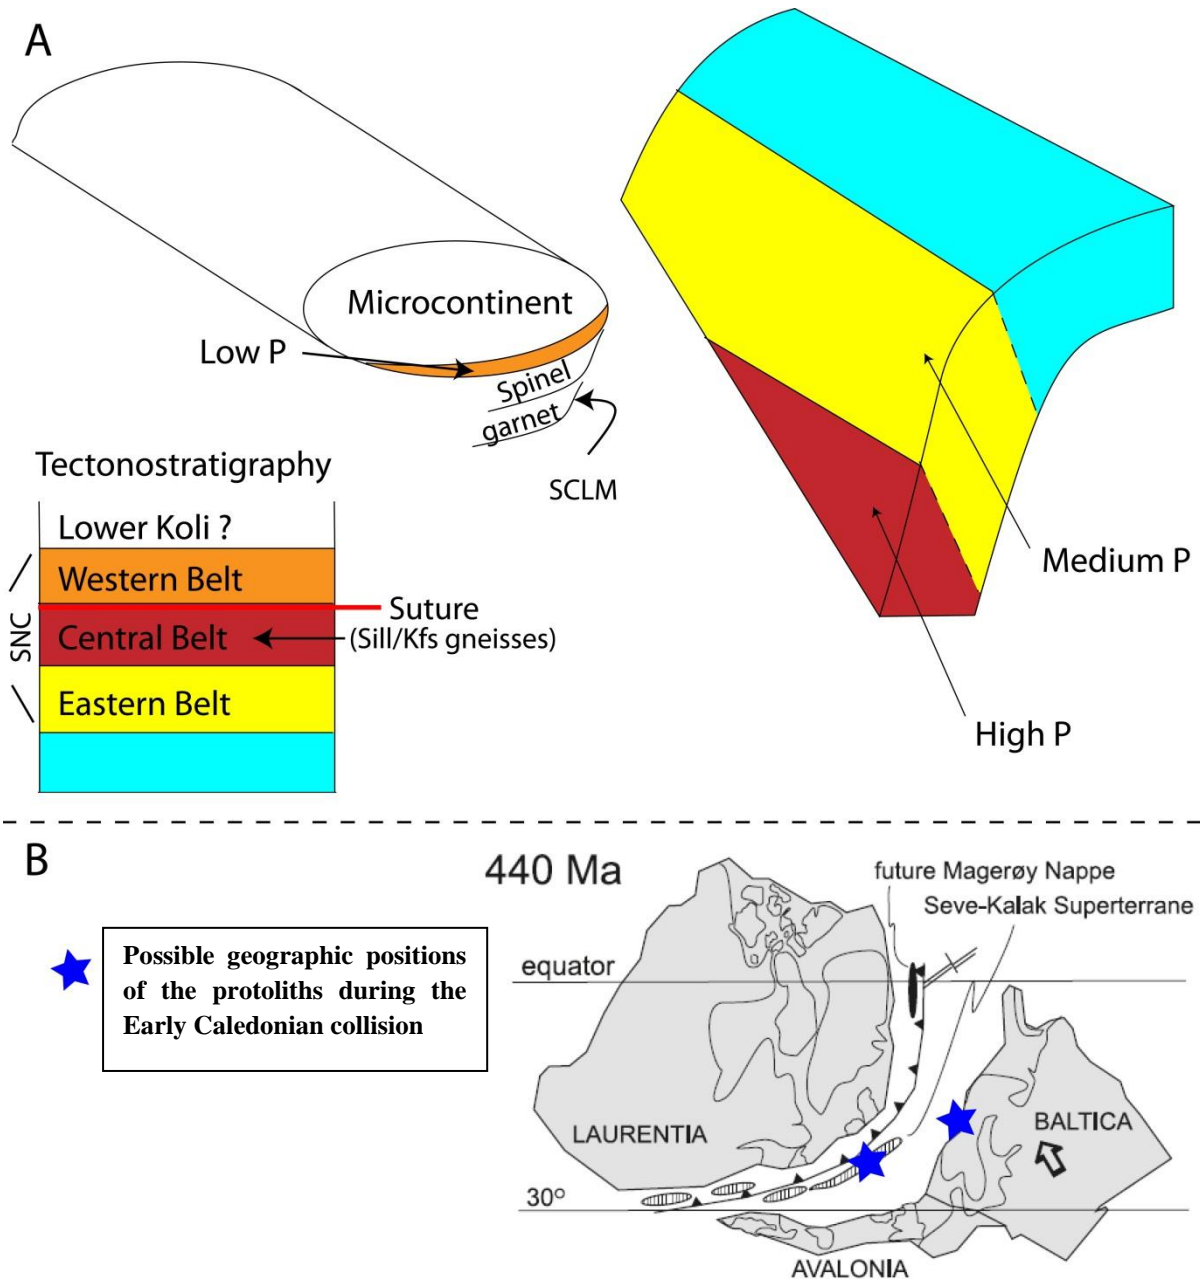 A
Microcontinent
Low P
Spinel
garnet
SCLM
Medium P
High P
Tectonostratigraphy
Lower Koli ?
Western Belt
Suture
SNC
Central Belt
(Sill/Kfs gneisses)
Eastern Belt
B
440 Ma
future Magerøy Nappe
Seve-Kalak Superterrane
Possible geographic positions
of the protoliths during the
Early Caledonian collision
equator
LAURENTIA
BALTICA
30°
AVALONIA